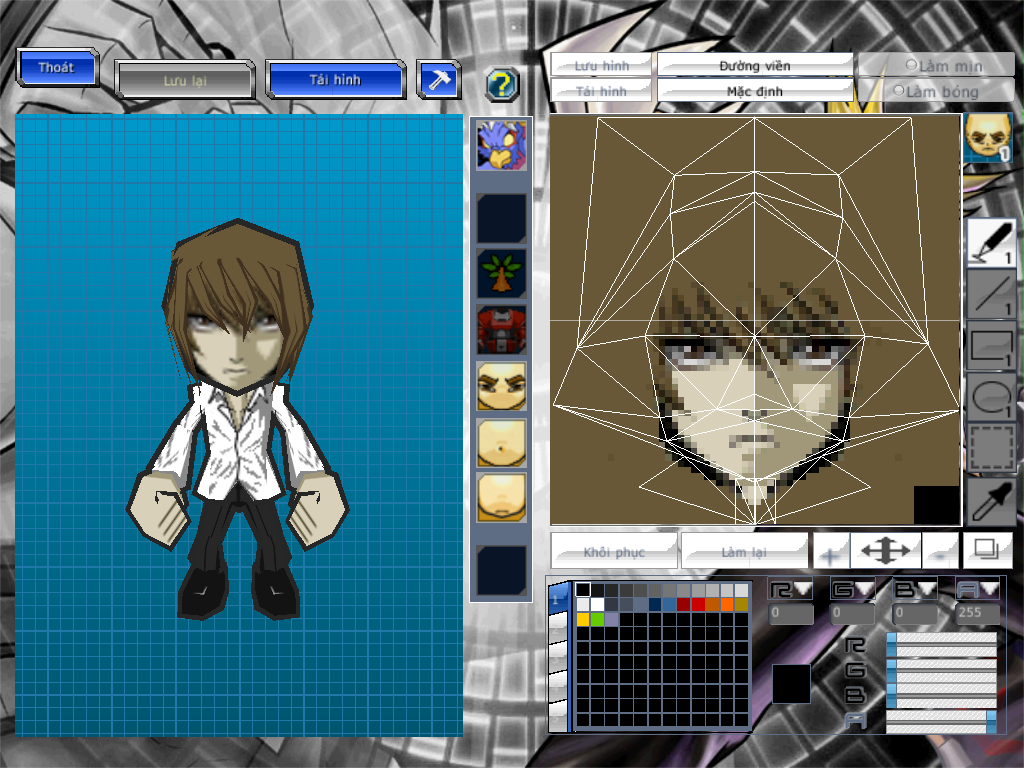 Thoát
Lưu lại
Tải hình
?
Lưu hình
Đường viền
Làm mịn
Tải hình
Mặc định
Làm bóng
1
1
1
1
Khôi phục
Làm lại
+
-
1
R
G
B
A
0
0
0
255
R
G
B
A